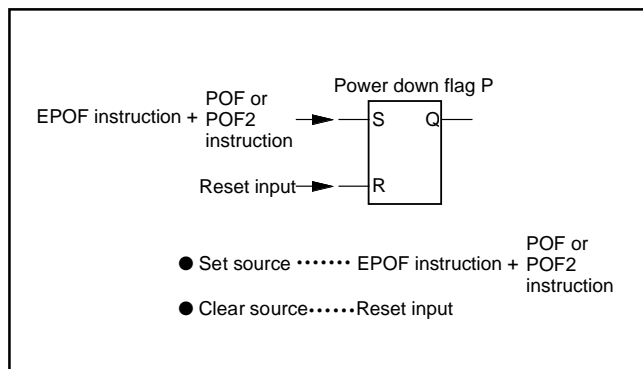 Power down flag P
EPOF instruction + POF or
POF2
instruction
S Q
Reset input
R
● Set source ······· EPOF instruction + POF or
POF2
instruction
● Clear source······Reset input